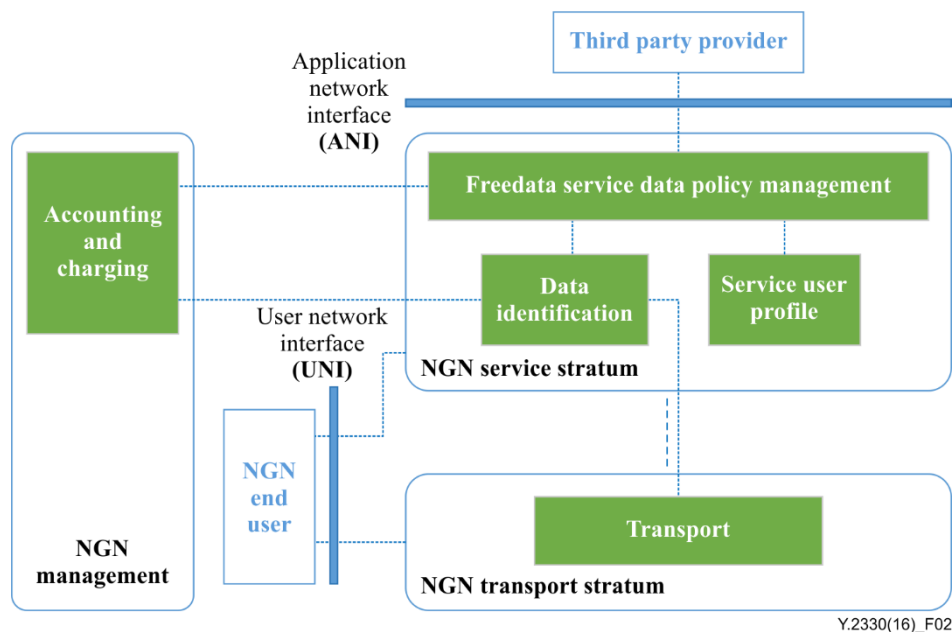 Third party provider
Application
network
interface
(ANI)
Freedata service data policy management
Accounting
and
charging
Data
identification
Service user
profile
User network
interface
(UNI)
NGN service stratum
NGN
end
user
Transport
NGN
management
NGN transport stratum
Y.2330(16)_F02